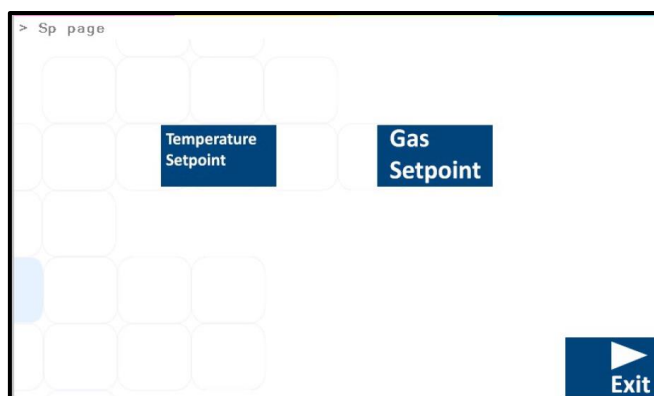 > Sp page
Temperature
Setpoint
Gas
Setpoint
Exit